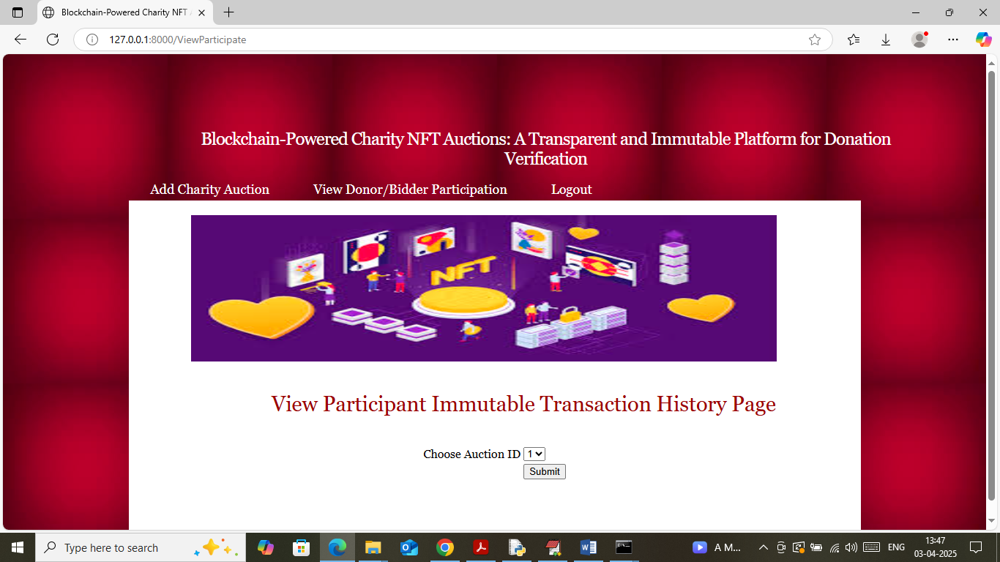 Blockchain-Powered Charity NFT
127.0.0.1:8000/ViewParticipate
Blockchain-Powered Charity NFT Auctions: A Transparent and Immutable Platform for Donation
Verification
Add Charity Auction View Donor/Bidder Participation Logout
NFT
View Participant Immutable Transaction History Page
Choose Auction ID 1
Submit
Type here to search
A M...
ENG
13:47
03-04-2025